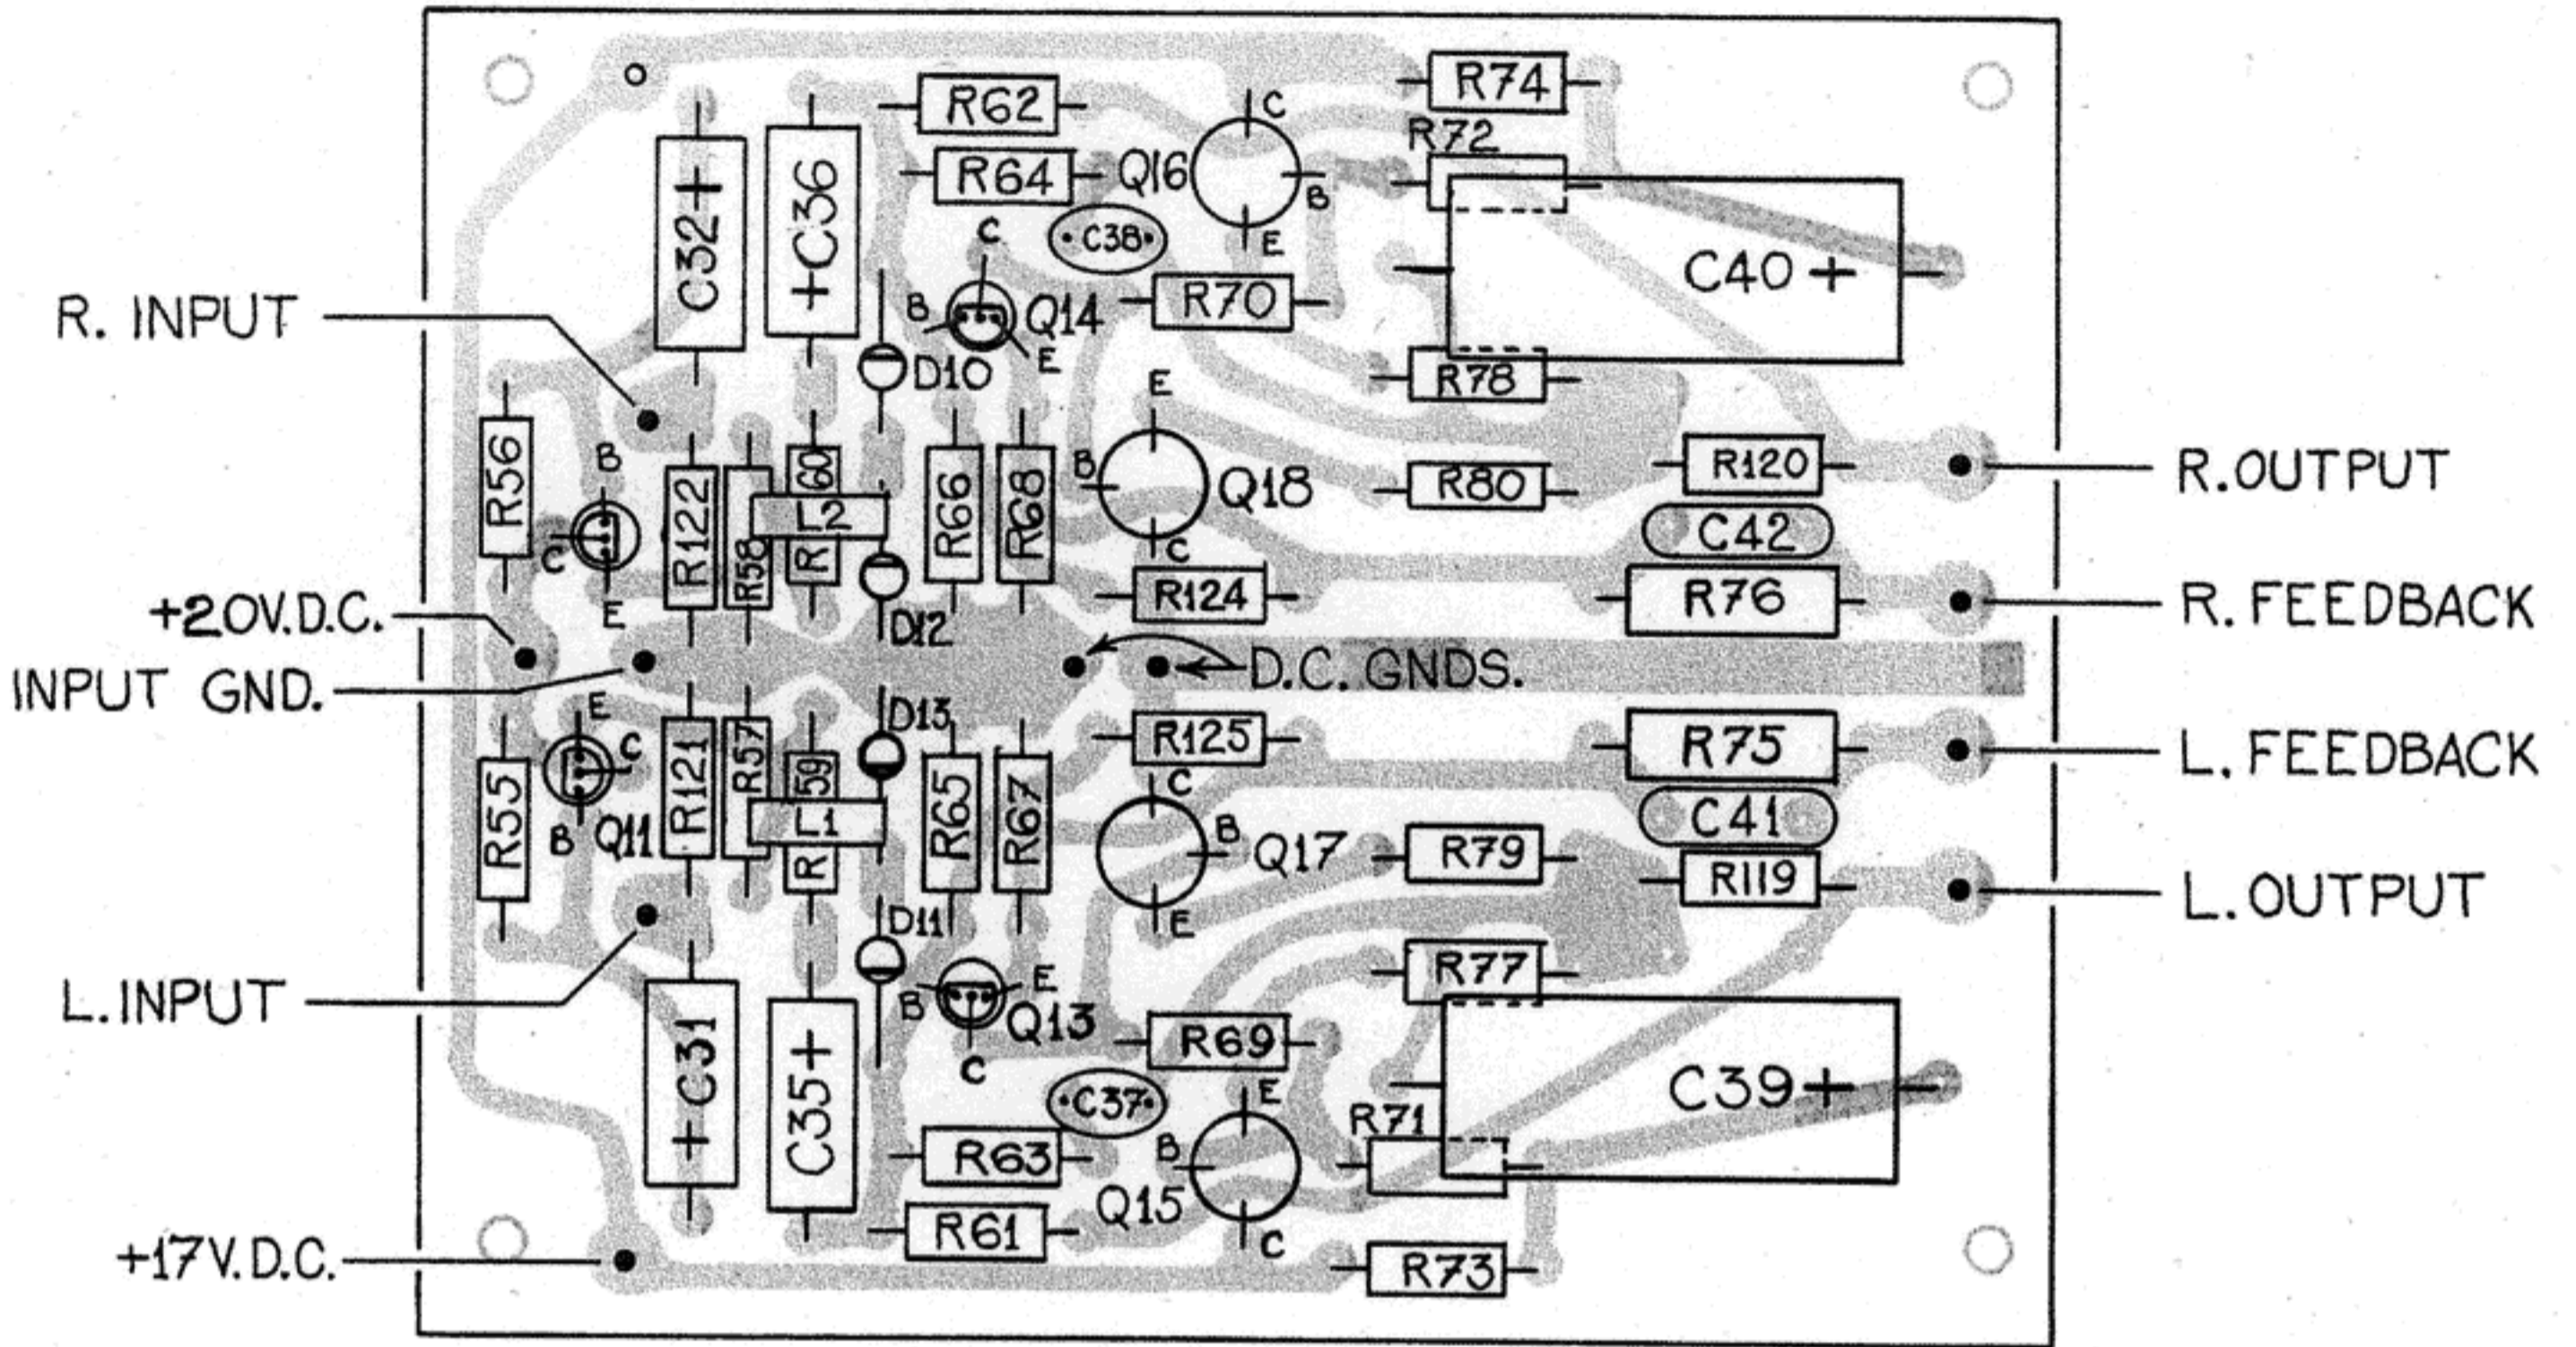 R62
R74
C
R72
R64
Q16
B
C32+
+C36
C38
C
E
C40 +
R. INPUT
B
Q14
R70
E
D10
R78
E
R56
B
R122
R58
R60
L2
R66
R68
B
Q18
R120
R. OUTPUT
R80
C42
C
C
E
+20V.D.C.
D12
R124
R76
R. FEEDBACK
INPUT GND.
D.C. GNDS.
E
C
D13
R125
R75
L. FEEDBACK
R55
R121
R57
R59
L1
R65
R67
C
B
Q17
R79
C41
B
Q11
R119
L. OUTPUT
D11
E
L. INPUT
B
E
Q13
C
R77
R69
+C31
C35+
C37
E
C39+
R71
R63
B
Q15
R61
C
+17V.D.C.
R73